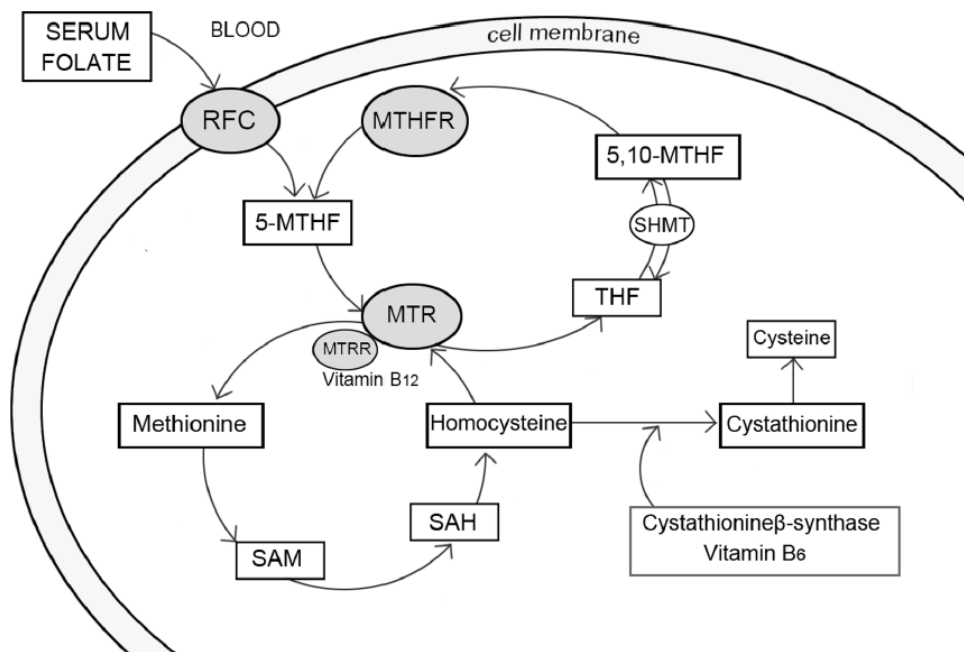 SERUM
FOLATE
BLOOD
cell membrane
RFC
MTHFR
5,10-MTHF
5-MTHF
SHMT
THF
MTR
MTRR
Vitamin B12
Cysteine
Methionine
Homocysteine
Cystathionine
SAH
SAM
Cystathionineβ-synthase
Vitamin B6